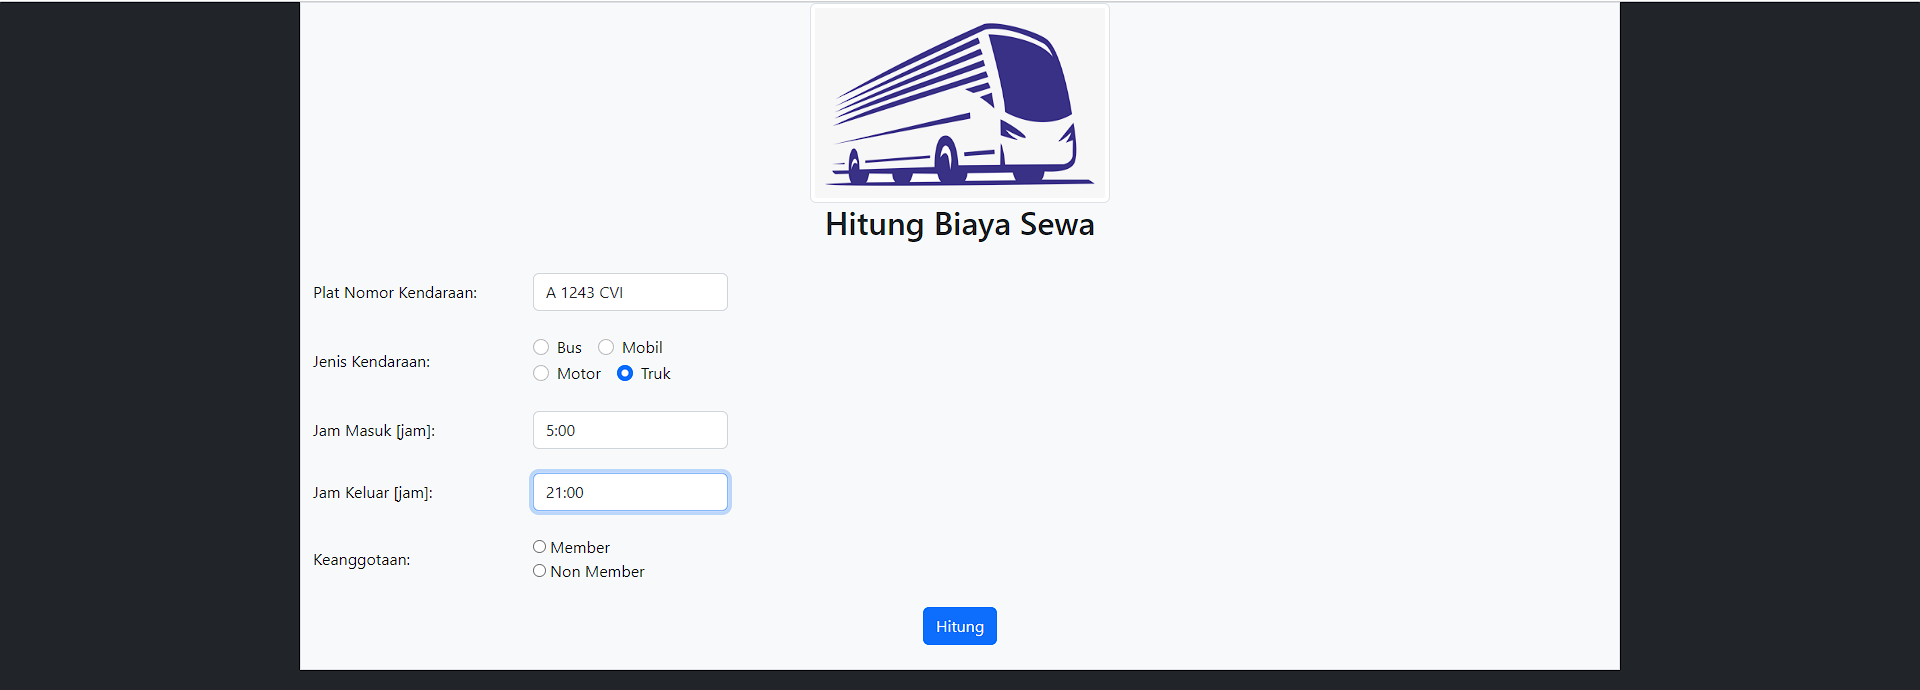 Hitung Biaya Sewa
Plat Nomor Kendaraan: A 1243 CVI
Jenis Kendaraan:
Bus Mobil
Motor Truk
Jam Masuk [jam]: 5:00
Jam Keluar [jam]: 21:00
Keanggotaan:
Member
Non Member
Hitung